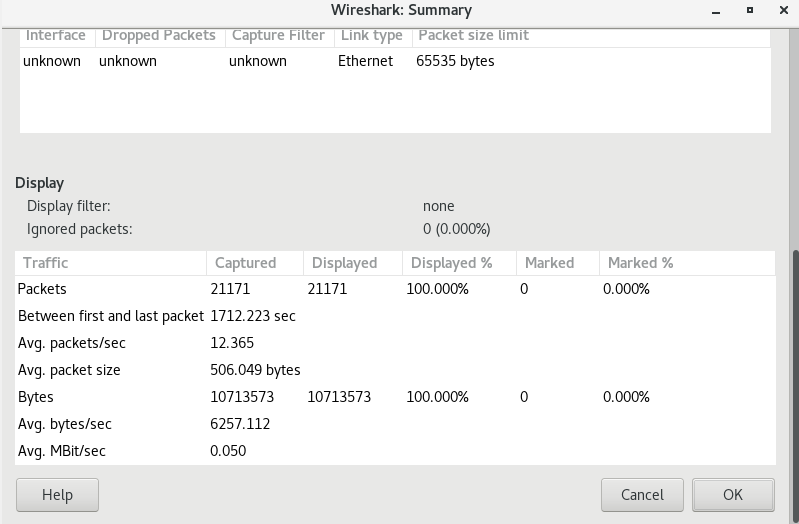 Wireshark: Summary
Interface Dropped Packets Capture Filter Link type Packet size limit
unknown unknown unknown Ethernet 65535 bytes
Display
Display filter: none
Ignored packets: 0 (0.000%)
Traffic Captured Displayed Displayed % Marked Marked %
Packets 21171 21171 100.000% 0 0.000%
Between first and last packet 1712.223 sec
Avg. packets/sec 12.365
Avg. packet size 506.049 bytes
Bytes 10713573 10713573 100.000% 0 0.000%
Avg. bytes/sec 6257.112
Avg. MBit/sec 0.050
Help Cancel OK